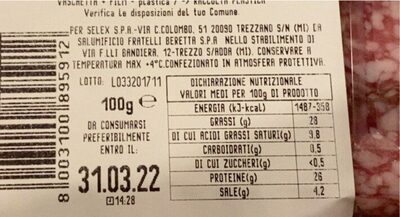 VASCHETTA + FILM - plastica 7 -> RACCOLTA PLASTICA
Verifica le disposizioni del tuo Comune.
PER SELEX S.P.A.-VIA C.COLOMBO, 51 20090 TREZZANO S/N (MI) DA
SALUMIFICIO FRATELLI BERETTA S.P.A NELLO STABILIMENTO DI
VIA F.LLI BANDIERA, 12-TREZZO S/ADDA (MI). CONSERVARE A
TEMPERATURA MAX +4°C.CONFEZIONATO IN ATMOSFERA PROTETTIVA.
LOTTO: L033201711
100g e
DA CONSUMARSI
PREFERIBILMENTE
ENTRO IL:
31.03.22
14:28
8003100895912
DICHIARAZIONE NUTRIZIONALE
VALORI MEDI PER 100g DI PRODOTTO
ENERGIA (kJ-kcal) 1487-358
GRASSI (g) 28
DI CUI ACIDI GRASSI SATURI(g) 9.8
CARBOIDRATI(g) 0,5
DI CUI ZUCCHERI(g) <0,5
PROTEINE(g) 26
SALE(g) 4.2